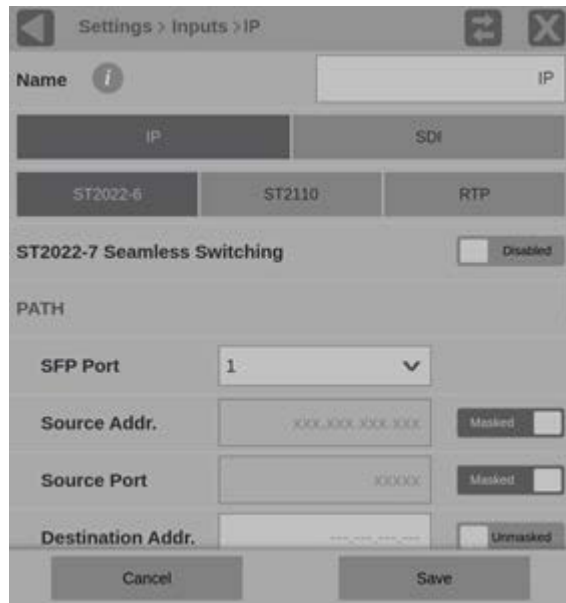 Settings > Inputs >IP
Name i IP
IP SDI
ST2022-6 ST2110 RTP
ST2022-7 Seamless Switching Disabled
PATH
SFP Port 1
Source Addr. xxx.xxx.xxx.xxx Masked
Source Port xxxxx Masked
Destination Addr. ---.---.---.--- Unmasked
Cancel Save